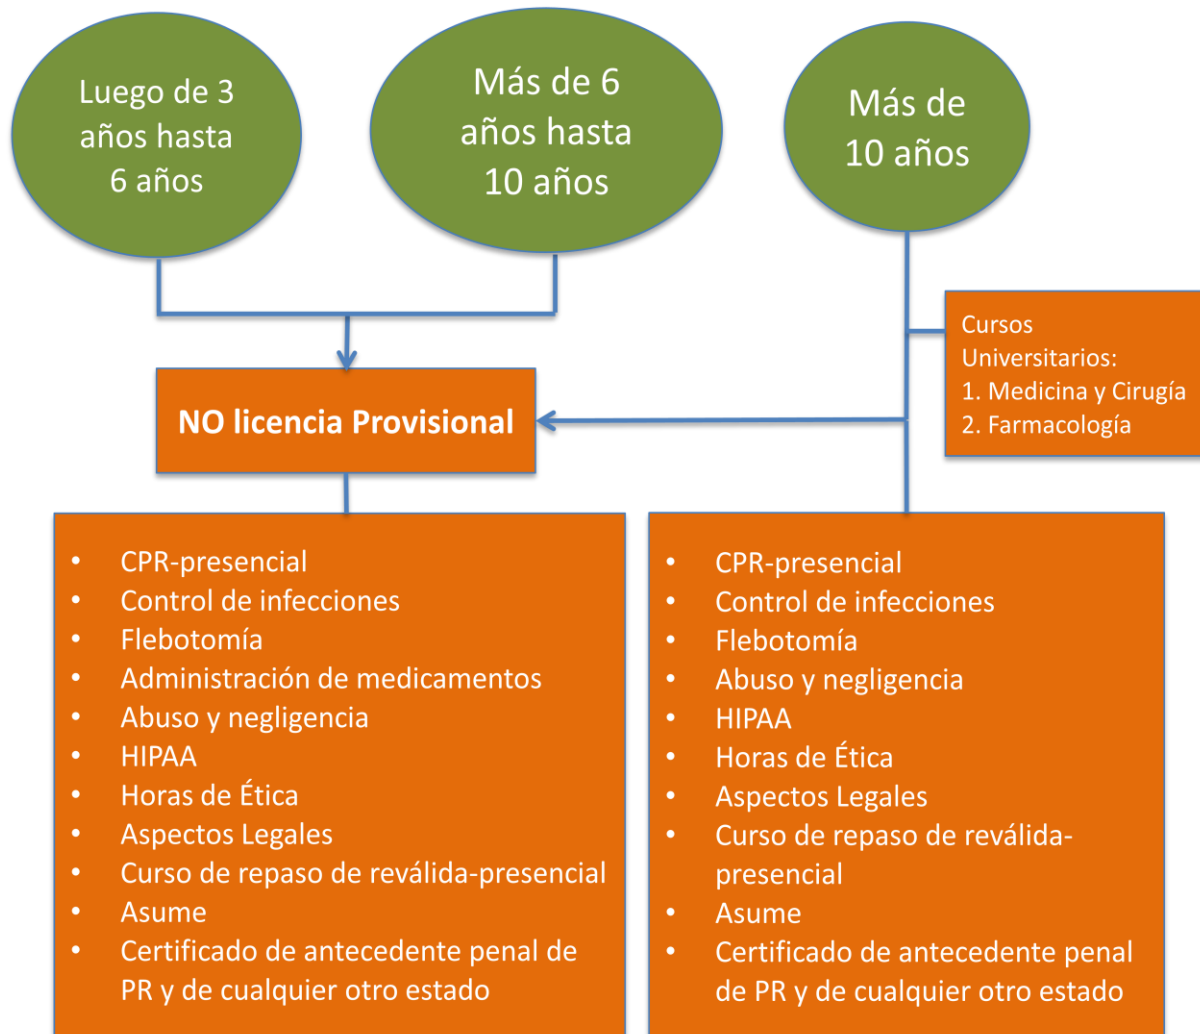 Luego de 3
años hasta
6 años
Más de 6
años hasta
10 años
Más de
10 años
Cursos
Universitarios:
1. Medicina y Cirugía
2. Farmacología
NO licencia Provisional
• CPR-presencial
• Control de infecciones
• Flebotomía
• Administración de medicamentos
• Abuso y negligencia
• HIPAA
• Horas de Ética
• Aspectos Legales
• Curso de repaso de reválida-presencial
• Asume
• Certificado de antecedente penal de
PR y de cualquier otro estado
• CPR-presencial
• Control de infecciones
• Flebotomía
• Abuso y negligencia
• HIPAA
• Horas de Ética
• Aspectos Legales
• Curso de repaso de reválida-
presencial
• Asume
• Certificado de antecedente penal
de PR y de cualquier otro estado